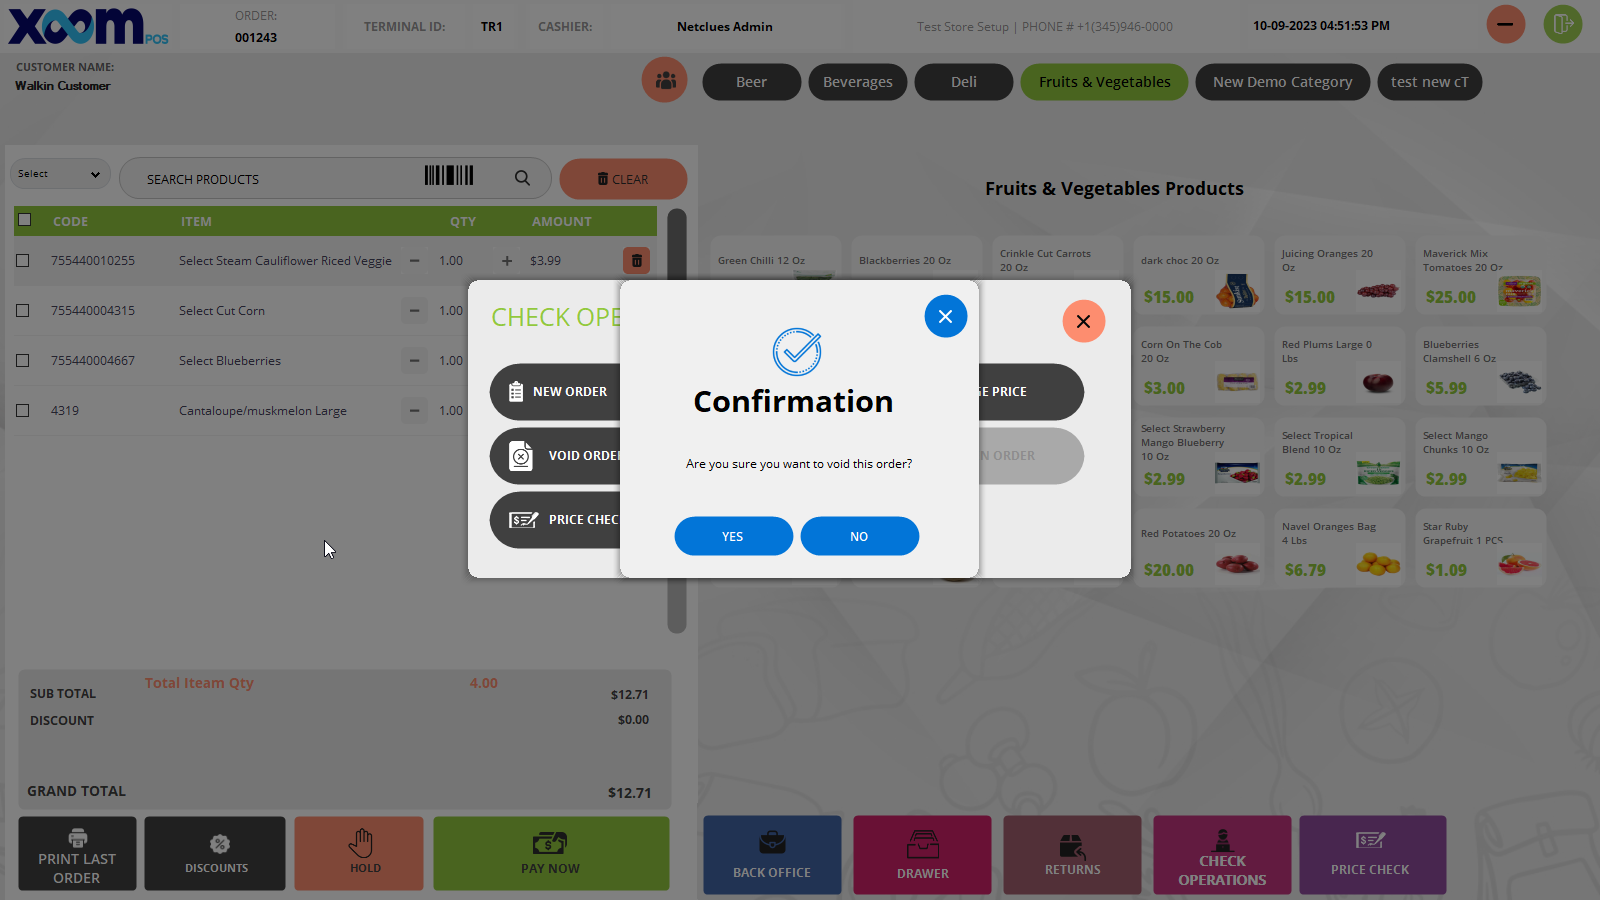 xoom POS
ORDER:
001243
TERMINAL ID: TR1
CASHIER: Netclues Admin
Test Store Setup | PHONE # +1(345)946-0000
10-09-2023 04:51:53 PM
CUSTOMER NAME:
Walkin Customer
Beer
Beverages
Deli
Fruits & Vegetables
New Demo Category
test new cT
Select
SEARCH PRODUCTS
CLEAR
CODE ITEM QTY AMOUNT
755440010255 Select Steam Cauliflower Riced Veggie − 1.00 + $3.99
755440004315 Select Cut Corn − 1.00
755440004667 Select Blueberries − 1.00
4319 Cantaloupe/muskmelon Large − 1.00
Total Iteam Qty 4.00
SUB TOTAL $12.71
DISCOUNT $0.00
GRAND TOTAL $12.71
PRINT LAST
ORDER
DISCOUNTS
HOLD
PAY NOW
Fruits & Vegetables Products
Green Chilli 12 Oz
Blackberries 20 Oz
Crinkle Cut Carrots
20 Oz
dark choc 20 Oz
$15.00
Juicing Oranges 20
Oz
$15.00
Maverick Mix
Tomatoes 20 Oz
$25.00
Corn On The Cob
20 Oz
$3.00
Red Plums Large 0
Lbs
$2.99
Blueberries
Clamshell 6 Oz
$5.99
Select Strawberry
Mango Blueberry
10 Oz
$2.99
Select Tropical
Blend 10 Oz
$2.99
Select Mango
Chunks 10 Oz
$2.99
Red Potatoes 20 Oz
$20.00
Navel Oranges Bag
4 Lbs
$6.79
Star Ruby
Grapefruit 1 PCS
$1.09
CHECK OPE
NEW ORDER
VOID ORDE
PRICE CHEC
GE PRICE
N ORDER
Confirmation
Are you sure you want to void this order?
YES
NO
BACK OFFICE
DRAWER
RETURNS
CHECK
OPERATIONS
PRICE CHECK